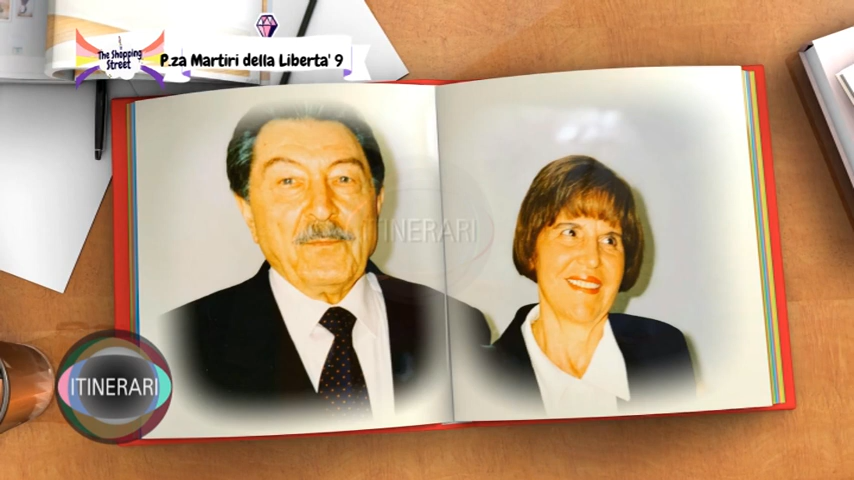 The Shopping
Street
P.za Martiri della Liberta' 9
ITINERARI
ITINERARI